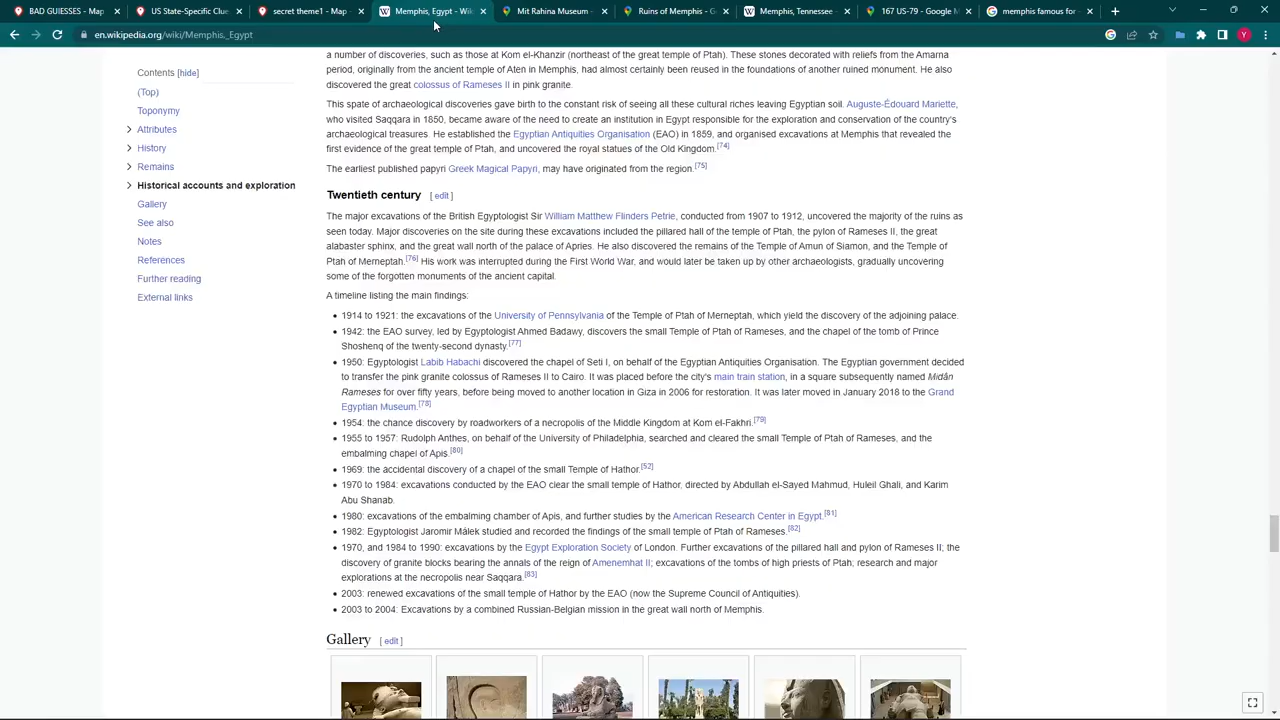 BAD GUIESSES - Map
US State-Specific Clu
secret theme1 - Map
Memphis, Egypt - Wik
Mit Rahina Museum -
Ruins of Memphis - G
Memphis, Tennessee -
167 US-79 - Google M
memphis famous for -
en.wikipedia.org/wiki/Memphis,_Egypt
Y
Contents [hide]
(Top)
Toponymy
Attributes
History
Remains
Historical accounts and exploration
Gallery
See also
Notes
References
Further reading
External links
a number of discoveries, such as those at Kom el-Khanzir (northeast of the great temple of Ptah). These stones decorated with reliefs from the Amarna
period, originally from the ancient temple of Aten in Memphis, had almost certainly been reused in the foundations of another ruined monument. He also
discovered the great colossus of Rameses II in pink granite.
This spate of archaeological discoveries gave birth to the constant risk of seeing all these cultural riches leaving Egyptian soil. Auguste-Édouard Mariette,
who visited Saqqara in 1850, became aware of the need to create an institution in Egypt responsible for the exploration and conservation of the country's
archaeological treasures. He established the Egyptian Antiquities Organisation (EAO) in 1859, and organised excavations at Memphis that revealed the
first evidence of the great temple of Ptah, and uncovered the royal statues of the Old Kingdom.[74]
The earliest published papyri Greek Magical Papyri, may have originated from the region.[75]
Twentieth century [ edit ]
The major excavations of the British Egyptologist Sir William Matthew Flinders Petrie, conducted from 1907 to 1912, uncovered the majority of the ruins as
seen today. Major discoveries on the site during these excavations included the pillared hall of the temple of Ptah, the pylon of Rameses II, the great
alabaster sphinx, and the great wall north of the palace of Apries. He also discovered the remains of the Temple of Amun of Siamon, and the Temple of
Ptah of Merneptah.[76] His work was interrupted during the First World War, and would later be taken up by other archaeologists, gradually uncovering
some of the forgotten monuments of the ancient capital.
A timeline listing the main findings:
• 1914 to 1921: the excavations of the University of Pennsylvania of the Temple of Ptah of Merneptah, which yield the discovery of the adjoining palace.
• 1942: the EAO survey, led by Egyptologist Ahmed Badawy, discovers the small Temple of Ptah of Rameses, and the chapel of the tomb of Prince
Shoshenq of the twenty-second dynasty.[77]
• 1950: Egyptologist Labib Habachi discovered the chapel of Seti I, on behalf of the Egyptian Antiquities Organisation. The Egyptian government decided
to transfer the pink granite colossus of Rameses II to Cairo. It was placed before the city's main train station, in a square subsequently named Midân
Rameses for over fifty years, before being moved to another location in Giza in 2006 for restoration. It was later moved in January 2018 to the Grand
Egyptian Museum.[78]
• 1954: the chance discovery by roadworkers of a necropolis of the Middle Kingdom at Kom el-Fakhri.[79]
• 1955 to 1957: Rudolph Anthes, on behalf of the University of Philadelphia, searched and cleared the small Temple of Ptah of Rameses, and the
embalming chapel of Apis.[80]
• 1969: the accidental discovery of a chapel of the small Temple of Hathor.[52]
• 1970 to 1984: excavations conducted by the EAO clear the small temple of Hathor, directed by Abdullah el-Sayed Mahmud, Huleil Ghali, and Karim
Abu Shanab.
• 1980: excavations of the embalming chamber of Apis, and further studies by the American Research Center in Egypt.[81]
• 1982: Egyptologist Jaromir Málek studied and recorded the findings of the small temple of Ptah of Rameses.[82]
• 1970, and 1984 to 1990: excavations by the Egypt Exploration Society of London. Further excavations of the pillared hall and pylon of Rameses II; the
discovery of granite blocks bearing the annals of the reign of Amenemhat II; excavations of the tombs of high priests of Ptah; research and major
explorations at the necropolis near Saqqara.[83]
• 2003: renewed excavations of the small temple of Hathor by the EAO (now the Supreme Council of Antiquities).
• 2003 to 2004: Excavations by a combined Russian-Belgian mission in the great wall north of Memphis.
Gallery [ edit ]